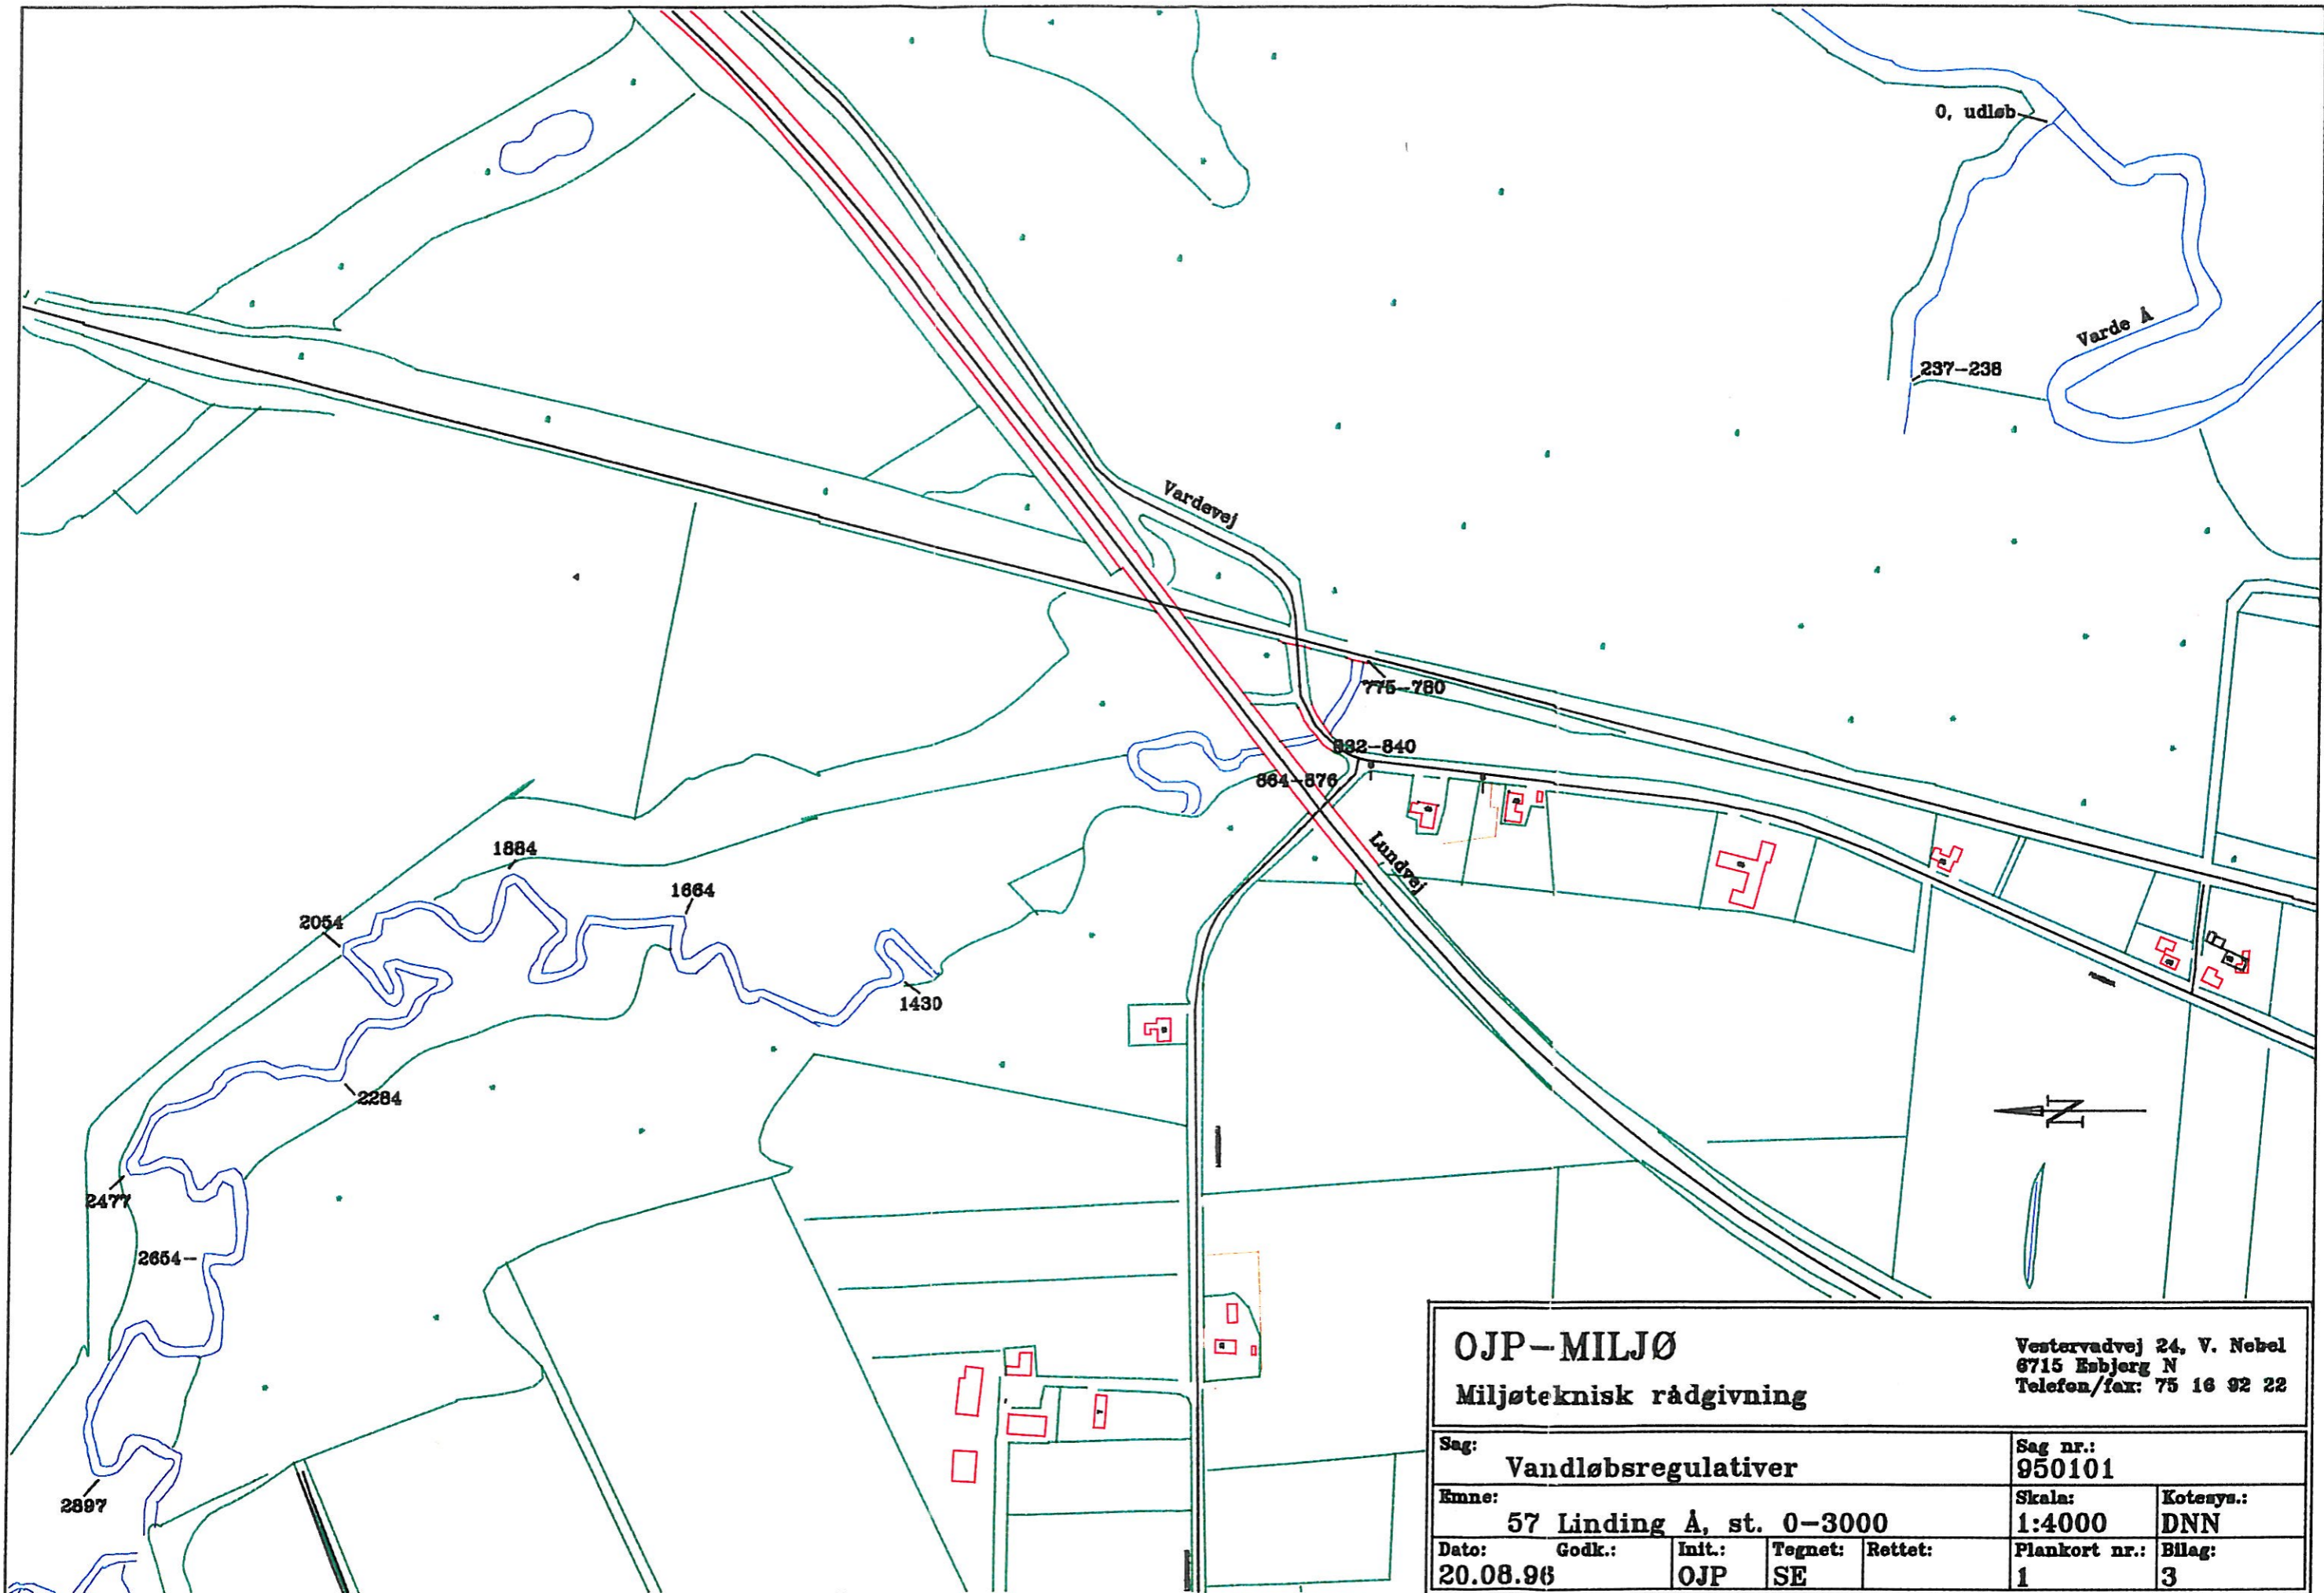 0, udløb
Varde Å
237-238
Vardevej
775-780
832-840
864-876
Lundvej
1884
1664
2054
1430
2284
2477
2654
2897
N
OJP-MILJØ
Miljøteknisk rådgivning
Vestervadvej 24, V. Nebel
6715 Esbjerg N
Telefon/fax: 75 16 92 22
Sag:
Vandløbsregulativer
Sag nr.:
950101
Emne:
57 Linding Å, st. 0-3000
Skala:
1:4000
Kotesys.:
DNN
Dato:
20.08.96
Godk.:
Init.:
OJP
Tegnet:
SE
Rettet:
Plankort nr.:
1
Bilag:
3